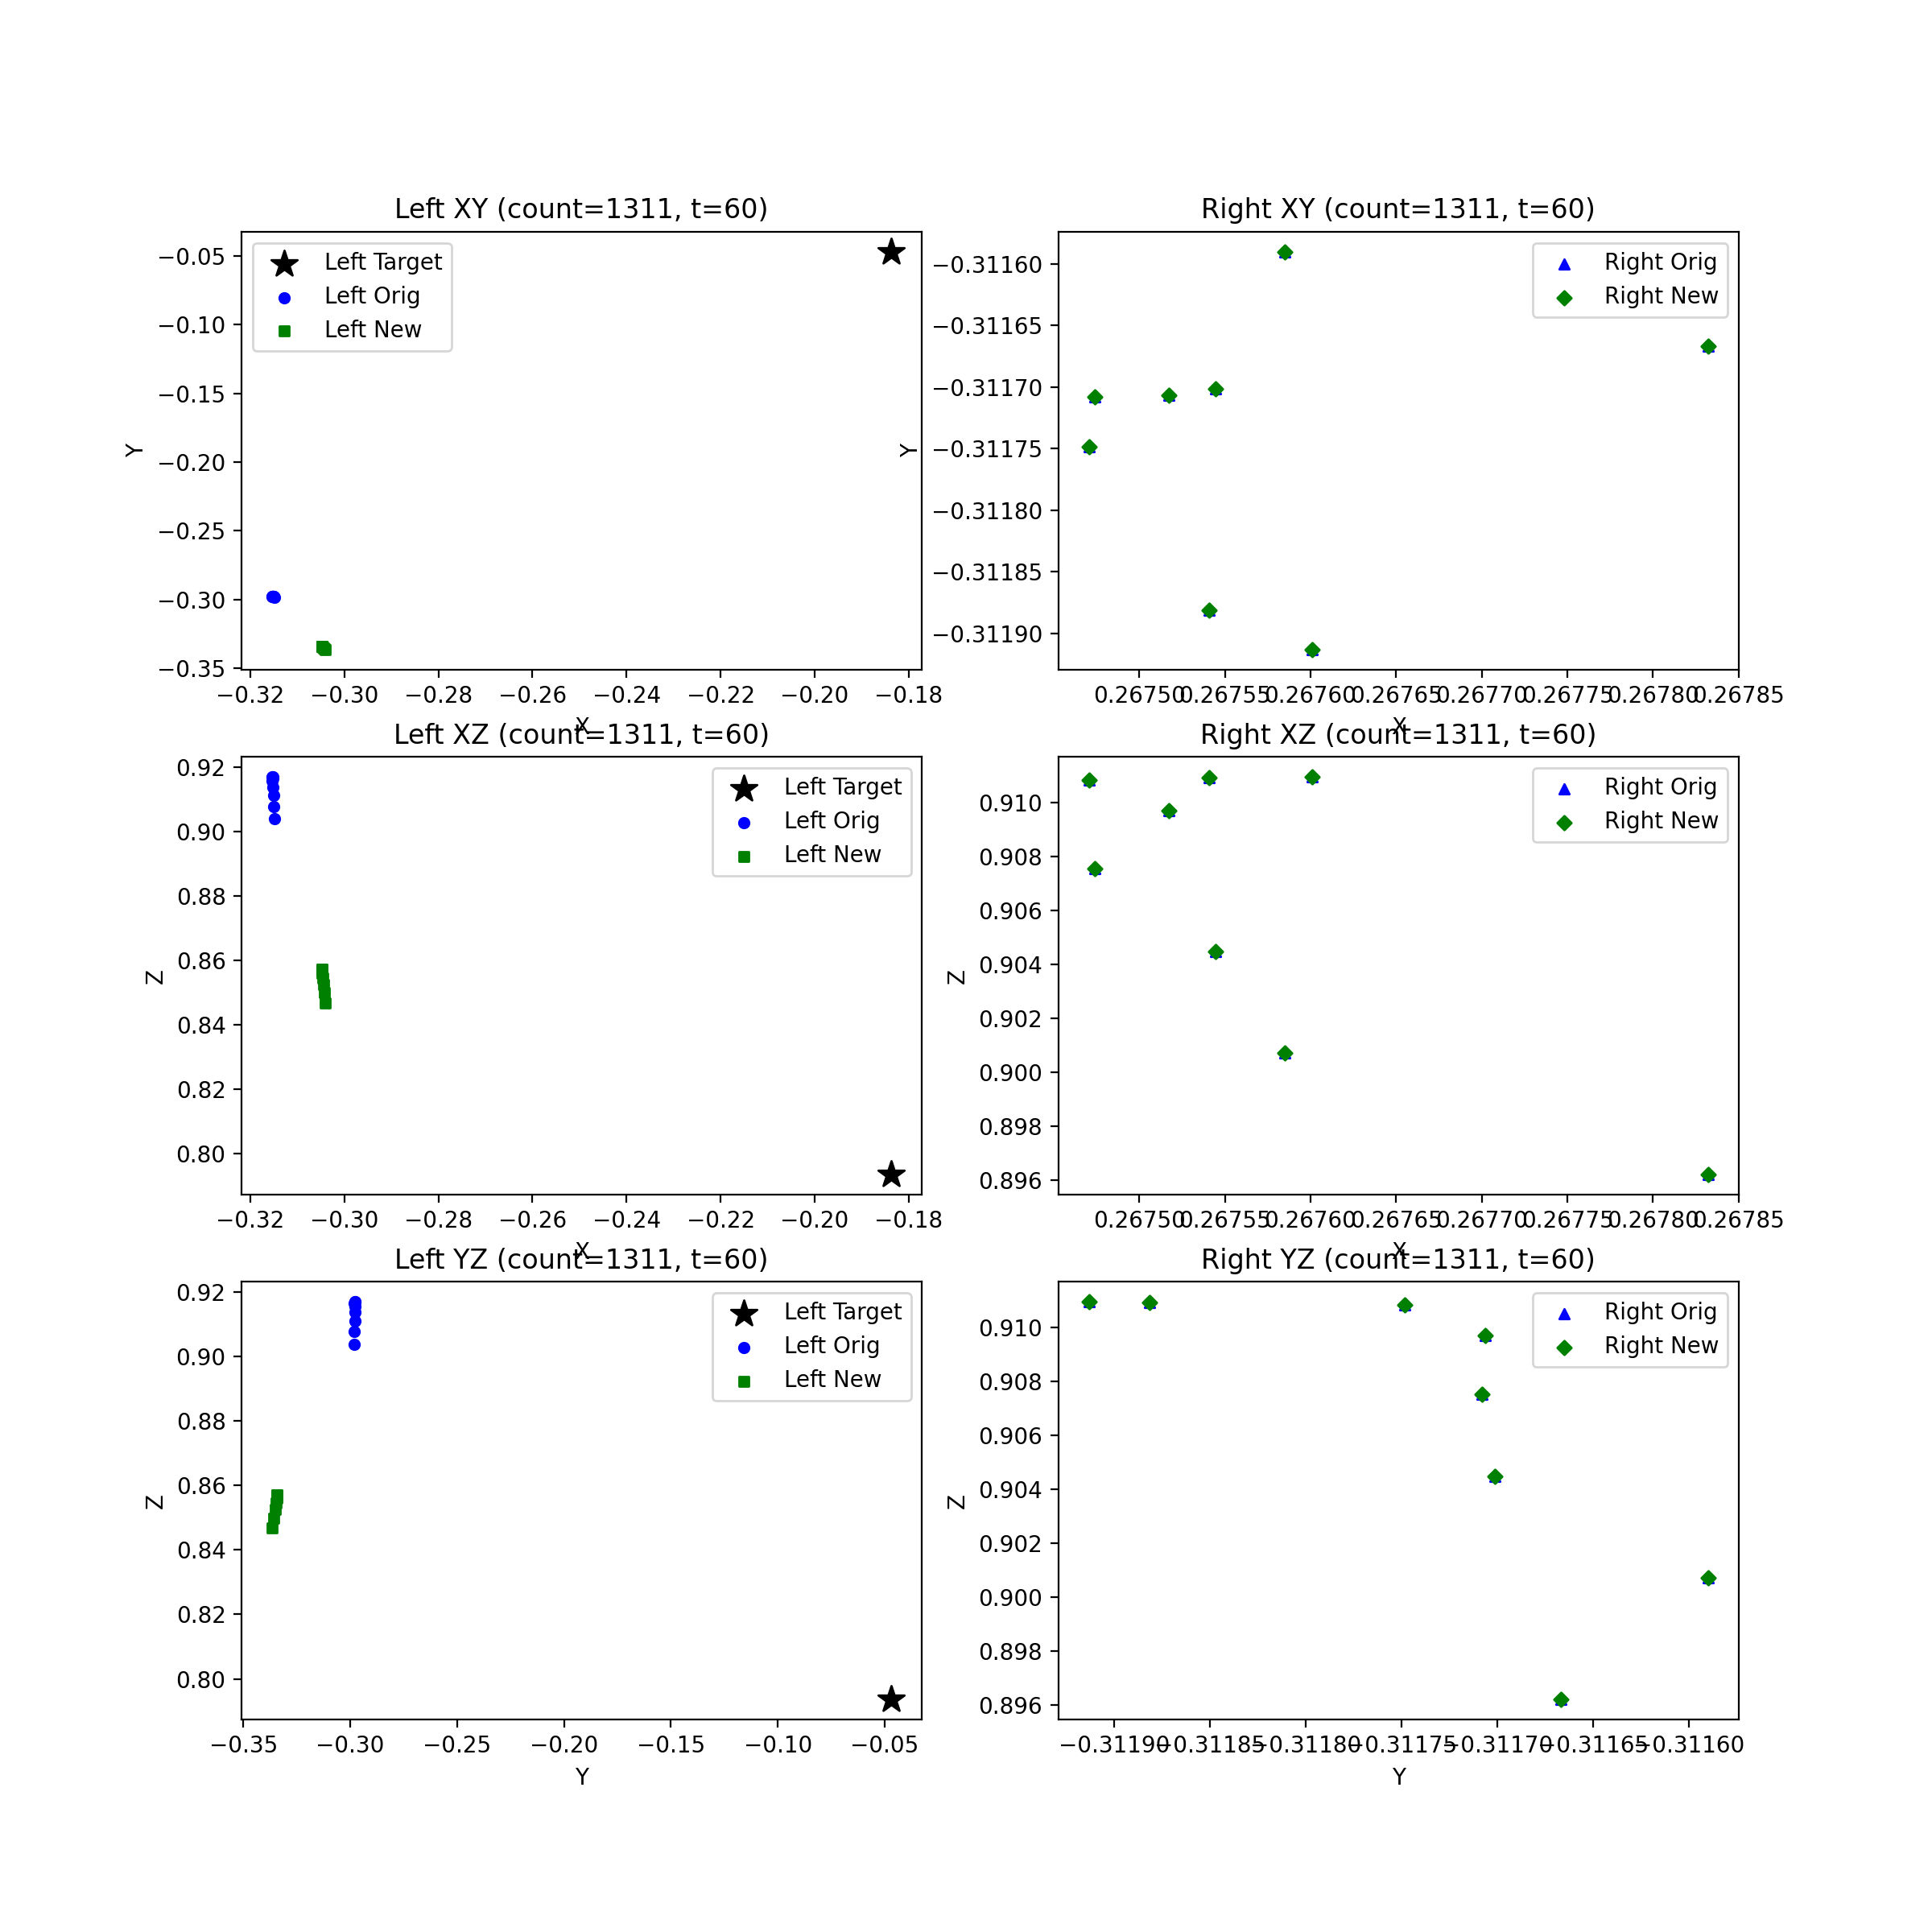 Left XY (count=1311, t=60)
−0.05
−0.10
−0.15
−0.20
−0.25
−0.30
−0.35
Y
Left Target
Left Orig
Left New
−0.32 −0.30 −0.28 −0.26 −0.24 −0.22 −0.20 −0.18
X
Right XY (count=1311, t=60)
−0.31160
−0.31165
−0.31170
−0.31175
−0.31180
−0.31185
−0.31190
Y
Right Orig
Right New
0.26750 0.26755 0.26760 0.26765 0.26770 0.26775 0.26780 0.26785
X
Left XZ (count=1311, t=60)
0.92
0.90
0.88
0.86
0.84
0.82
0.80
Z
Left Target
Left Orig
Left New
−0.32 −0.30 −0.28 −0.26 −0.24 −0.22 −0.20 −0.18
X
Right XZ (count=1311, t=60)
0.910
0.908
0.906
0.904
0.902
0.900
0.898
0.896
Z
Right Orig
Right New
0.26750 0.26755 0.26760 0.26765 0.26770 0.26775 0.26780 0.26785
X
Left YZ (count=1311, t=60)
0.92
0.90
0.88
0.86
0.84
0.82
0.80
Z
Left Target
Left Orig
Left New
−0.35 −0.30 −0.25 −0.20 −0.15 −0.10 −0.05
Y
Right YZ (count=1311, t=60)
0.910
0.908
0.906
0.904
0.902
0.900
0.898
0.896
Z
Right Orig
Right New
−0.31190 −0.31185 −0.31180 −0.31175 −0.31170 −0.31165 −0.31160
Y